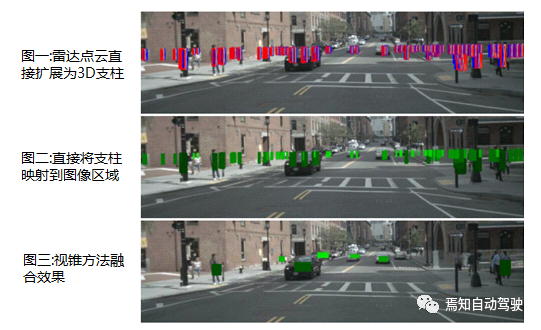 图一:雷达点云直
接扩展为3D支柱
图二:直接将支柱
映射到图像区域
图三:视锥方法融
合效果
焉知自动驾驶